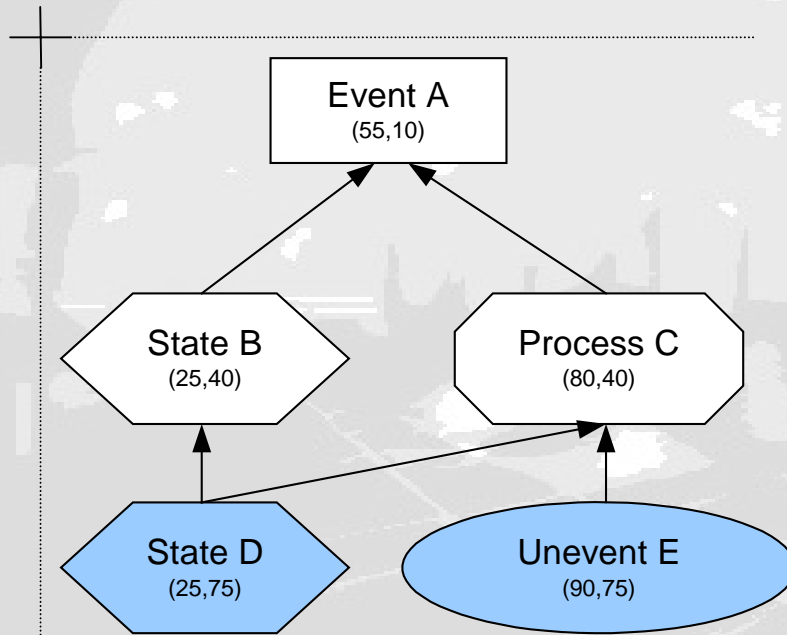 Event A
(55,10)
State B
(25,40)
Process C
(80,40)
State D
(25,75)
Unevent E
(90,75)